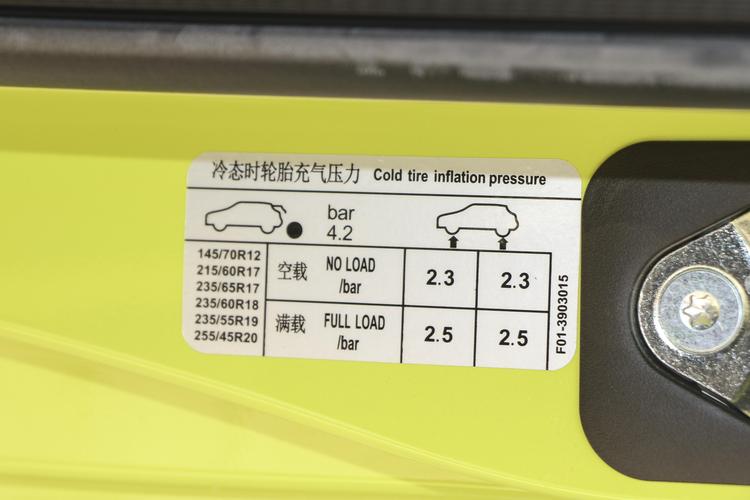 冷态时轮胎充气压力 Cold tire inflation pressure
bar
4.2
145/70R12
215/60R17
235/65R17
235/60R18
235/55R19
255/45R20
空载 NO LOAD /bar 2.3 2.3
满载 FULL LOAD /bar 2.5 2.5
F01-3903015